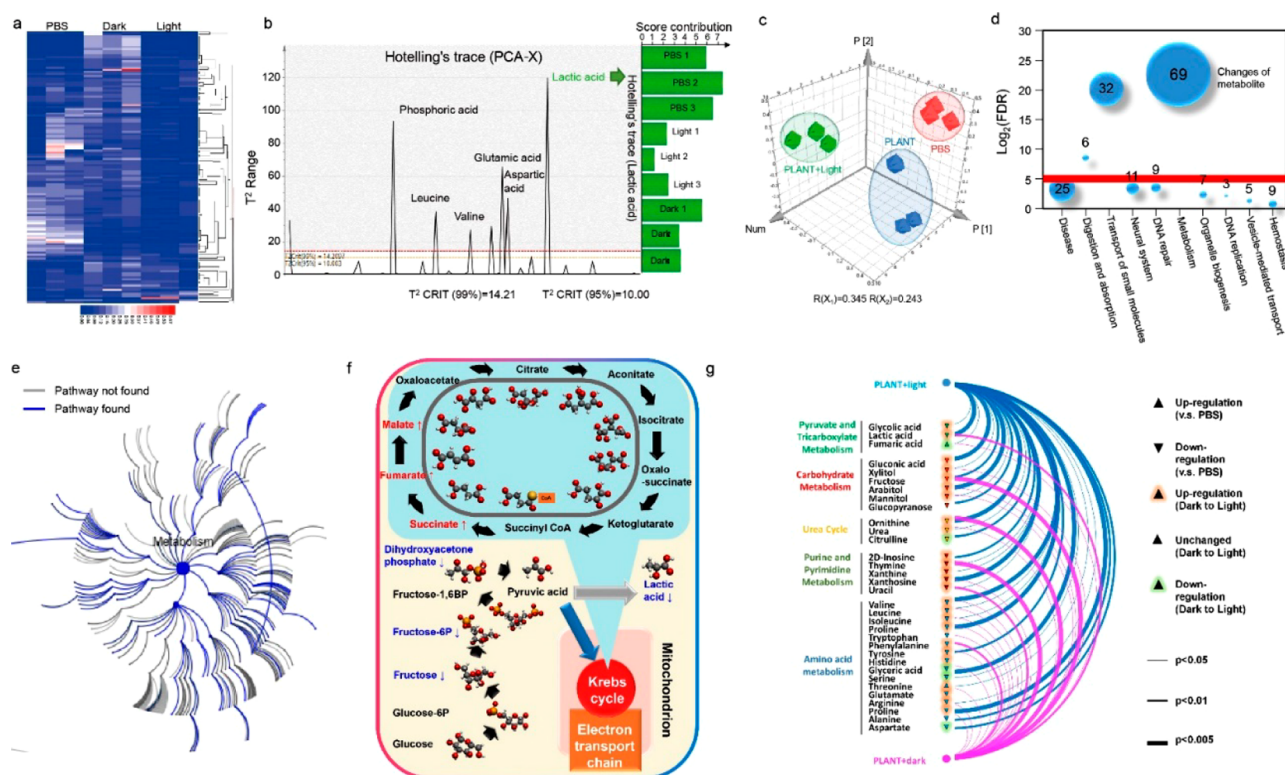 a
PBS Dark Light
b
Score contribution
0 1 2 3 4 5 6 7
Hotelling's trace (PCA-X)
T² Range
140
120
100
80
60
40
20
0
Lactic acid
Phosphoric acid
Glutamic acid
Aspartic
acid
Leucine
Valine
T² CRIT (99%)=14.21 T² CRIT (95%)=10.00
Hotelling's trace (Lactic acid)
PBS 1
PBS 2
PBS 3
Light 1
Light 2
Light 3
Dark 1
Dark
Dark
c
P [2]
PLANT+Light
PLANT
PBS
Num
P [1]
R(X₁)=0.345 R(X₂)=0.243
d
Log₂(FDR)
30
25
20
15
10
5
0
69
32
6
25
11
9
7
3
5
9
Changes of
metabolite
Disease
Digestion and absorption
Transport of small molecules
Neural system
DNA repair
Metabolism
Organelle biogenesis
DNA replication
Vesicle-mediated transport
Hemostasis
e
Pathway not found
Pathway found
Metabolism
f
Citrate
Oxaloacetate
Aconitate
Malate ↑
Isocitrate
Fumarate
Oxalo
-succinate
CoA
Succinate ↑
Succinyl CoA
Ketoglutarate
Dihydroxyacetone
phosphate ↓
Fructose-1,6BP
Pyruvic acid
Lactic
acid ↓
Fructose-6P ↓
Fructose ↓
Glucose-6P
Glucose
Krebs
cycle
Electron
transport
chain
Mitochondrion
g
PLANT+light
Pyruvate and
Tricarboxylate
Metabolism
Glycolic acid
Lactic acid
Fumaric acid
Carbohydrate
Metabolism
Gluconic acid
Xylitol
Fructose
Arabitol
Mannitol
Glucopyranose
Urea Cycle
Ornithine
Urea
Citrulline
Purine and
Pyrimidine
Metabolism
2D-Inosine
Thymine
Xanthine
Xanthosine
Uracil
Amino acid
metabolism
Valine
Leucine
Isoleucine
Proline
Tryptophan
Phenylalanine
Tyrosine
Histidine
Glyceric acid
Serine
Threonine
Glutamate
Arginine
Proline
Alanine
Aspartate
PLANT+dark
Up-regulation
(v.s. PBS)
Down-
regulation
(v.s. PBS)
Up-regulation
(Dark to Light)
Unchanged
(Dark to Light)
Down-
regulation
(Dark to Light)
p<0.05
p<0.01
p<0.005